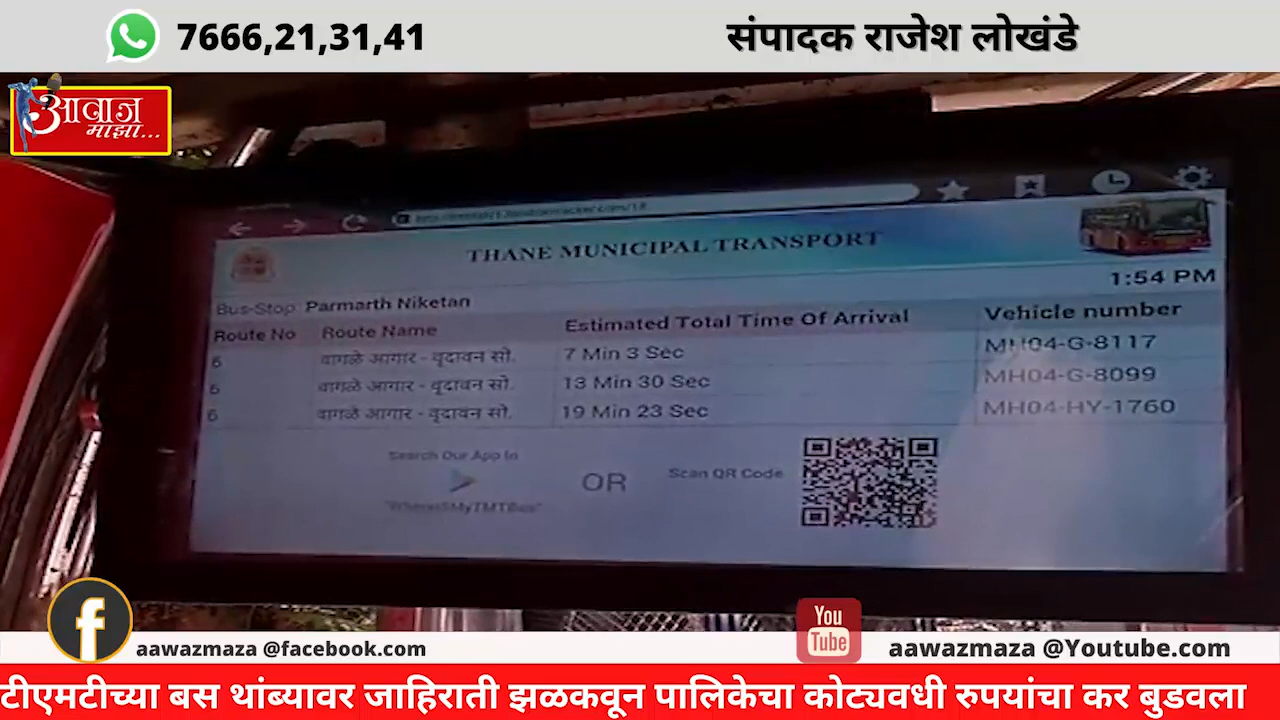 7666,21,31,41
संपादक राजेश लोखंडे
आवाज
माझा...
THANE MUNICIPAL TRANSPORT
1:54 PM
Bus-Stop: Parmarth Niketan
Route No Route Name Estimated Total Time Of Arrival Vehicle number
6 वागळे आगार - वृदावन सो. 7 Min 3 Sec MH04-G-8117
6 वागळे आगार - वृदावन सो. 13 Min 30 Sec MH04-G-8099
6 वागळे आगार - वृदावन सो. 19 Min 23 Sec MH04-HY-1760
Search Our App In
OR
Scan QR Code
"WhereIsMyTMTBus"
You
Tube
aawazmaza @facebook.com
aawazmaza @Youtube.com
टीएमटीच्या बस थांब्यावर जाहिराती झळकवून पालिकेचा कोट्यवधी रुपयांचा कर बुडवला